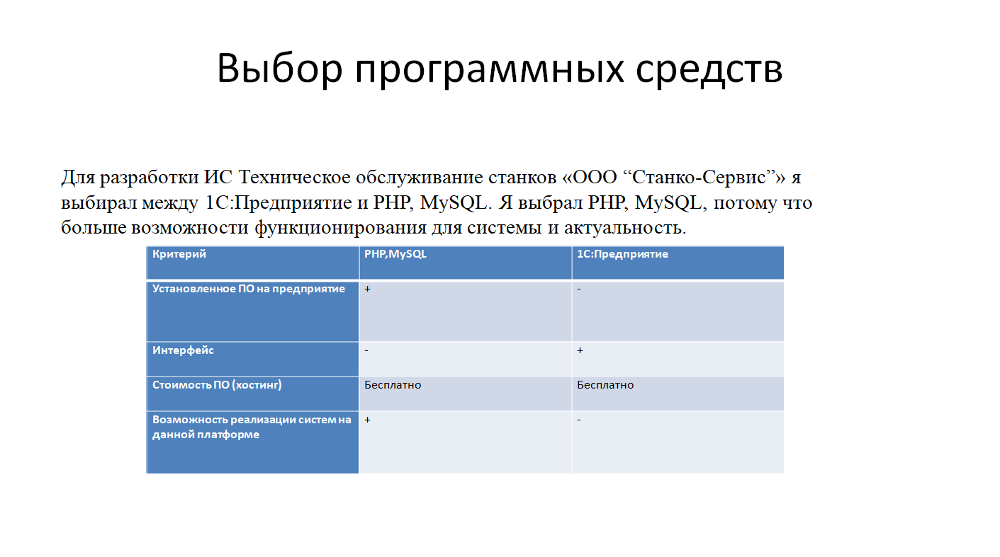 Выбор программных средств
Для разработки ИС Техническое обслуживание станков «ООО “Станко-Сервис”» я
выбирал между 1С:Предприятие и PHP, MySQL. Я выбрал PHP, MySQL, потому что
больше возможности функционирования для системы и актуальность.
Критерий PHP,MySQL 1С:Предприятие
Установленное ПО на предприятие + -
Интерфейс - +
Стоимость ПО (хостинг) Бесплатно Бесплатно
Возможность реализации систем на + -
данной платформе